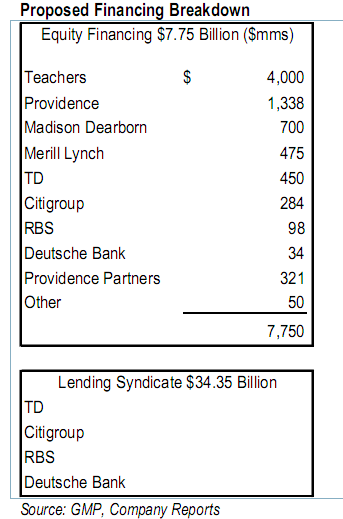 Proposed Financing Breakdown
Equity Financing $7.75 Billion ($mms)
Teachers $ 4,000
Providence 1,338
Madison Dearborn 700
Merill Lynch 475
TD 450
Citigroup 284
RBS 98
Deutsche Bank 34
Providence Partners 321
Other 50
7,750
Lending Syndicate $34.35 Billion
TD
Citigroup
RBS
Deutsche Bank
Source: GMP, Company Reports